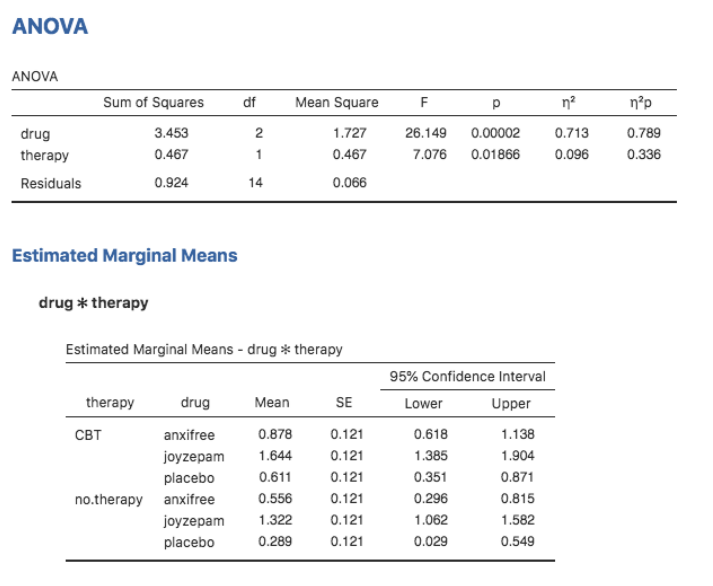 ANOVA
ANOVA
Sum of Squares df Mean Square F p η² η²p
drug 3.453 2 1.727 26.149 0.00002 0.713 0.789
therapy 0.467 1 0.467 7.076 0.01866 0.096 0.336
Residuals 0.924 14 0.066
Estimated Marginal Means
drug ✻ therapy
Estimated Marginal Means - drug ✻ therapy
95% Confidence Interval
therapy drug Mean SE Lower Upper
CBT anxifree 0.878 0.121 0.618 1.138
joyzepam 1.644 0.121 1.385 1.904
placebo 0.611 0.121 0.351 0.871
no.therapy anxifree 0.556 0.121 0.296 0.815
joyzepam 1.322 0.121 1.062 1.582
placebo 0.289 0.121 0.029 0.549